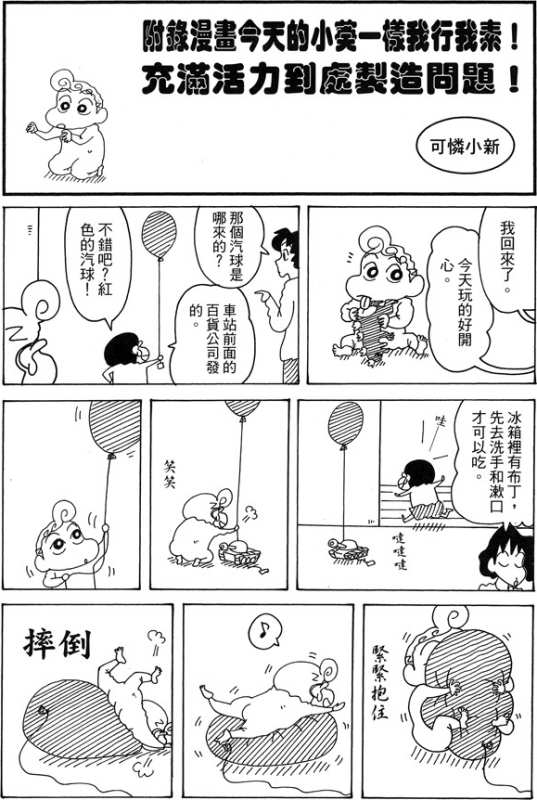 附錄漫畫今天的小葵一樣我行我素！
充滿活力到處製造問題！
可憐小新
我回來了。
今天玩的好開
心。
那個汽球是
哪來的？
車站前面的
百貨公司發
的。
不錯吧？紅
色的汽球！
冰箱裡有布丁，
先去洗手和漱口
才可以吃。
哇
哇哇哇
笑笑
緊緊抱住
摔倒